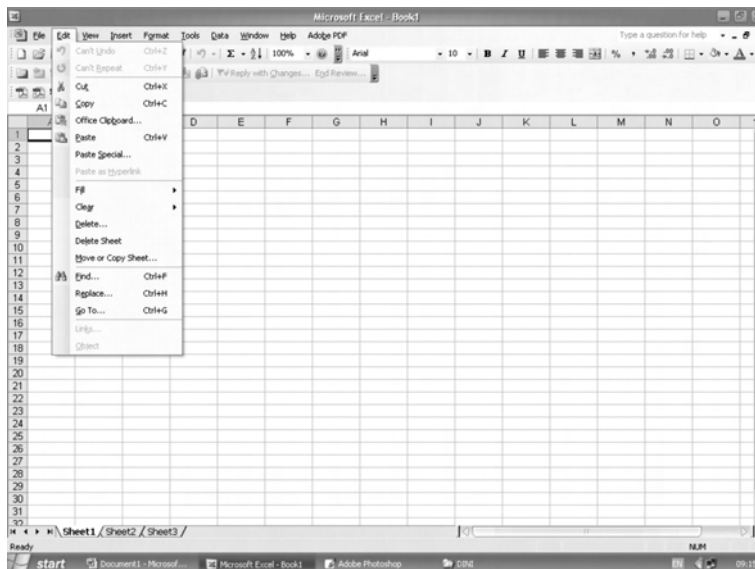 Microsoft Excel - Book1
File Edit View Insert Format Tools Data Window Help Adobe PDF Type a question for help
Σ 100% Arial 10 B I U % ,
Reply with Changes... End Review...
A1
Can't Undo Ctrl+Z
Can't Repeat Ctrl+Y
Cut Ctrl+X
Copy Ctrl+C
Office Clipboard...
Paste Ctrl+V
Paste Special...
Paste as Hyperlink
Fill
Clear
Delete...
Delete Sheet
Move or Copy Sheet...
Find... Ctrl+F
Replace... Ctrl+H
Go To... Ctrl+G
Links...
Object
D E F G H I J K L M N O
1
2
3
4
5
6
7
8
9
10
11
12
13
14
15
16
17
18
19
20
21
22
23
24
25
26
27
28
29
30
31
32
Sheet1 / Sheet2 / Sheet3 /
Ready NUM
start Document1 - Microsof... Microsoft Excel - Book1 Adobe Photoshop DINI EN